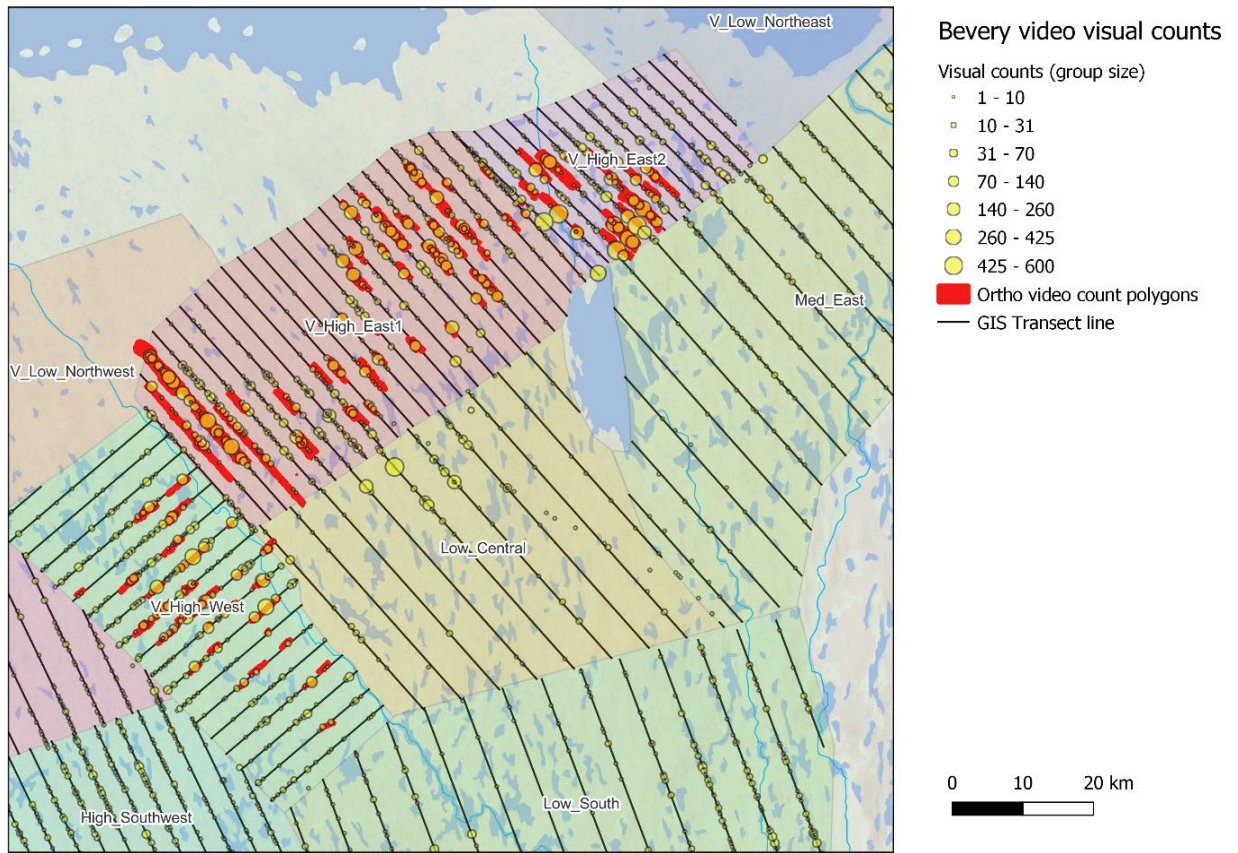 V_Low_Northeast
V_High_East2
Med_East
V_High_East1
V_Low_Northwest
Low_Central
V_High_West
Low_South
High_Southwest
Bevery video visual counts
Visual counts (group size)
1 - 10
10 - 31
31 - 70
70 - 140
140 - 260
260 - 425
425 - 600
Ortho video count polygons
GIS Transect line
0 10 20 km